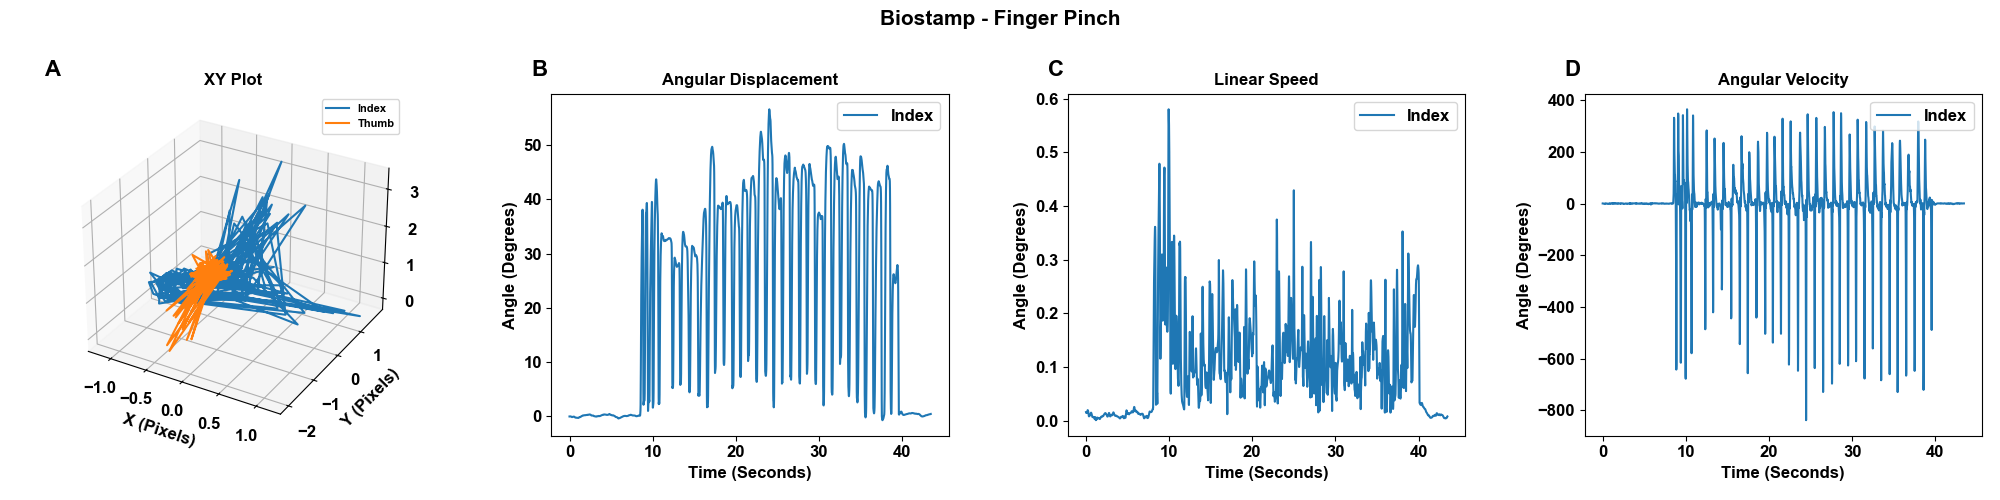 Biostamp - Finger Pinch
A
XY Plot
Index
Thumb
3
2
1
0
−1.0
−0.5
0.0
0.5
1.0
X (Pixels)
−2
−1
0
1
Y (Pixels)
B
Angular Displacement
Index
50
40
30
20
10
0
Angle (Degrees)
0 10 20 30 40
Time (Seconds)
C
Linear Speed
Index
0.6
0.5
0.4
0.3
0.2
0.1
0.0
Angle (Degrees)
0 10 20 30 40
Time (Seconds)
D
Angular Velocity
Index
400
200
0
−200
−400
−600
−800
Angle (Degrees)
0 10 20 30 40
Time (Seconds)